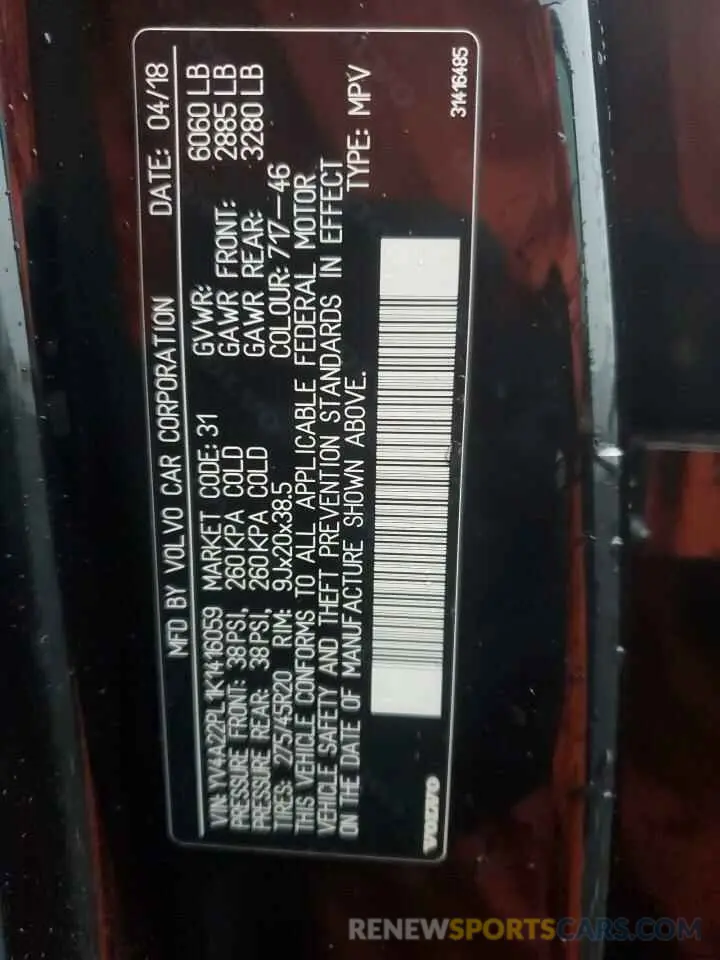 MFD BY VOLVO CAR CORPORATION DATE: 04/18
VIN: YV4A22PL1K1416059 MARKET CODE: 31 GVWR: 6060 LB
PRESSURE FRONT: 38PSI, 260KPA COLD GAWR FRONT: 2885 LB
PRESSURE REAR: 38PSI, 260KPA COLD GAWR REAR: 3280 LB
TIRES: 275/45R20 RIM: 9Jx20x38.5 COLOUR: 717--46
THIS VEHICLE CONFORMS TO ALL APPLICABLE FEDERAL MOTOR
VEHICLE SAFETY AND THEFT PREVENTION STANDARDS IN EFFECT
ON THE DATE OF MANUFACTURE SHOWN ABOVE. TYPE: MPV
VOLVO 31416485
RENEWSPORTSCARS.COM